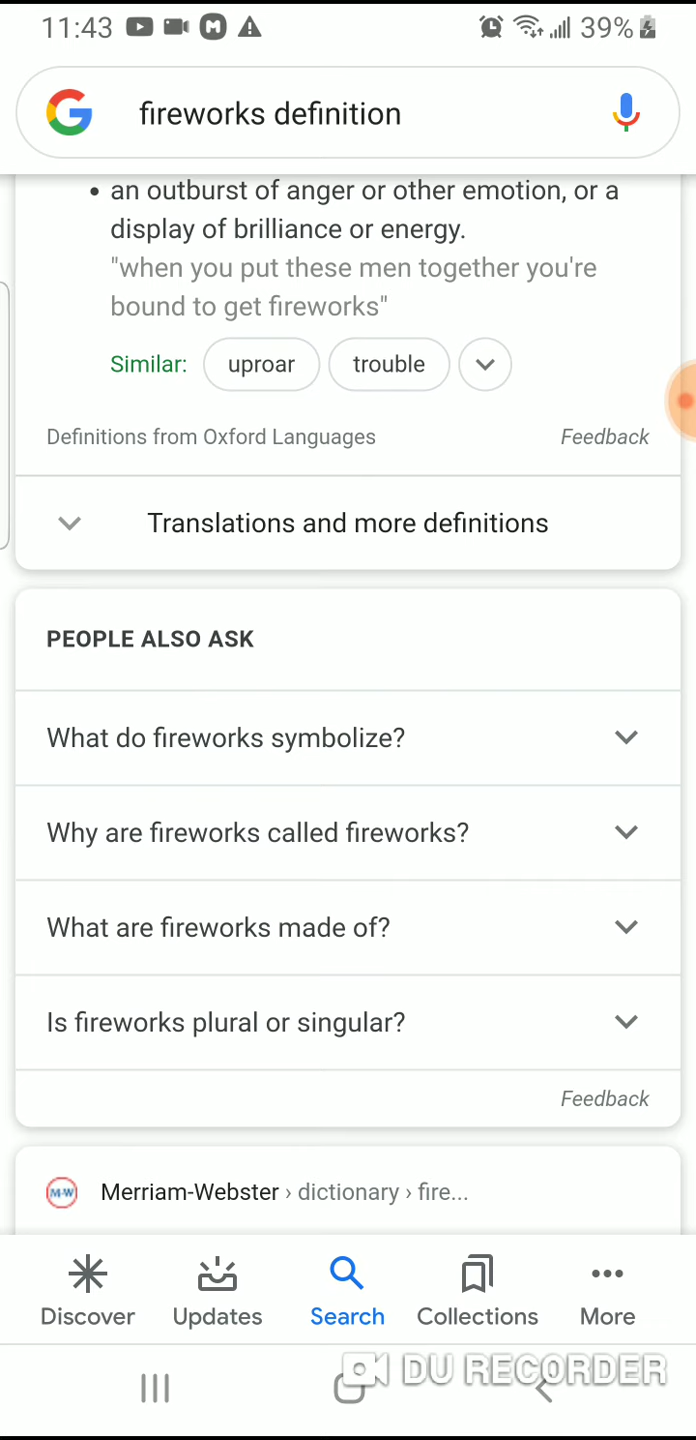 11:43
39%
fireworks definition
• an outburst of anger or other emotion, or a
display of brilliance or energy.
"when you put these men together you're
bound to get fireworks"
Similar: uproar trouble
Definitions from Oxford Languages Feedback
Translations and more definitions
PEOPLE ALSO ASK
What do fireworks symbolize?
Why are fireworks called fireworks?
What are fireworks made of?
Is fireworks plural or singular?
Feedback
M-W Merriam-Webster › dictionary › fire...
Discover Updates Search Collections More
DU RECORDER